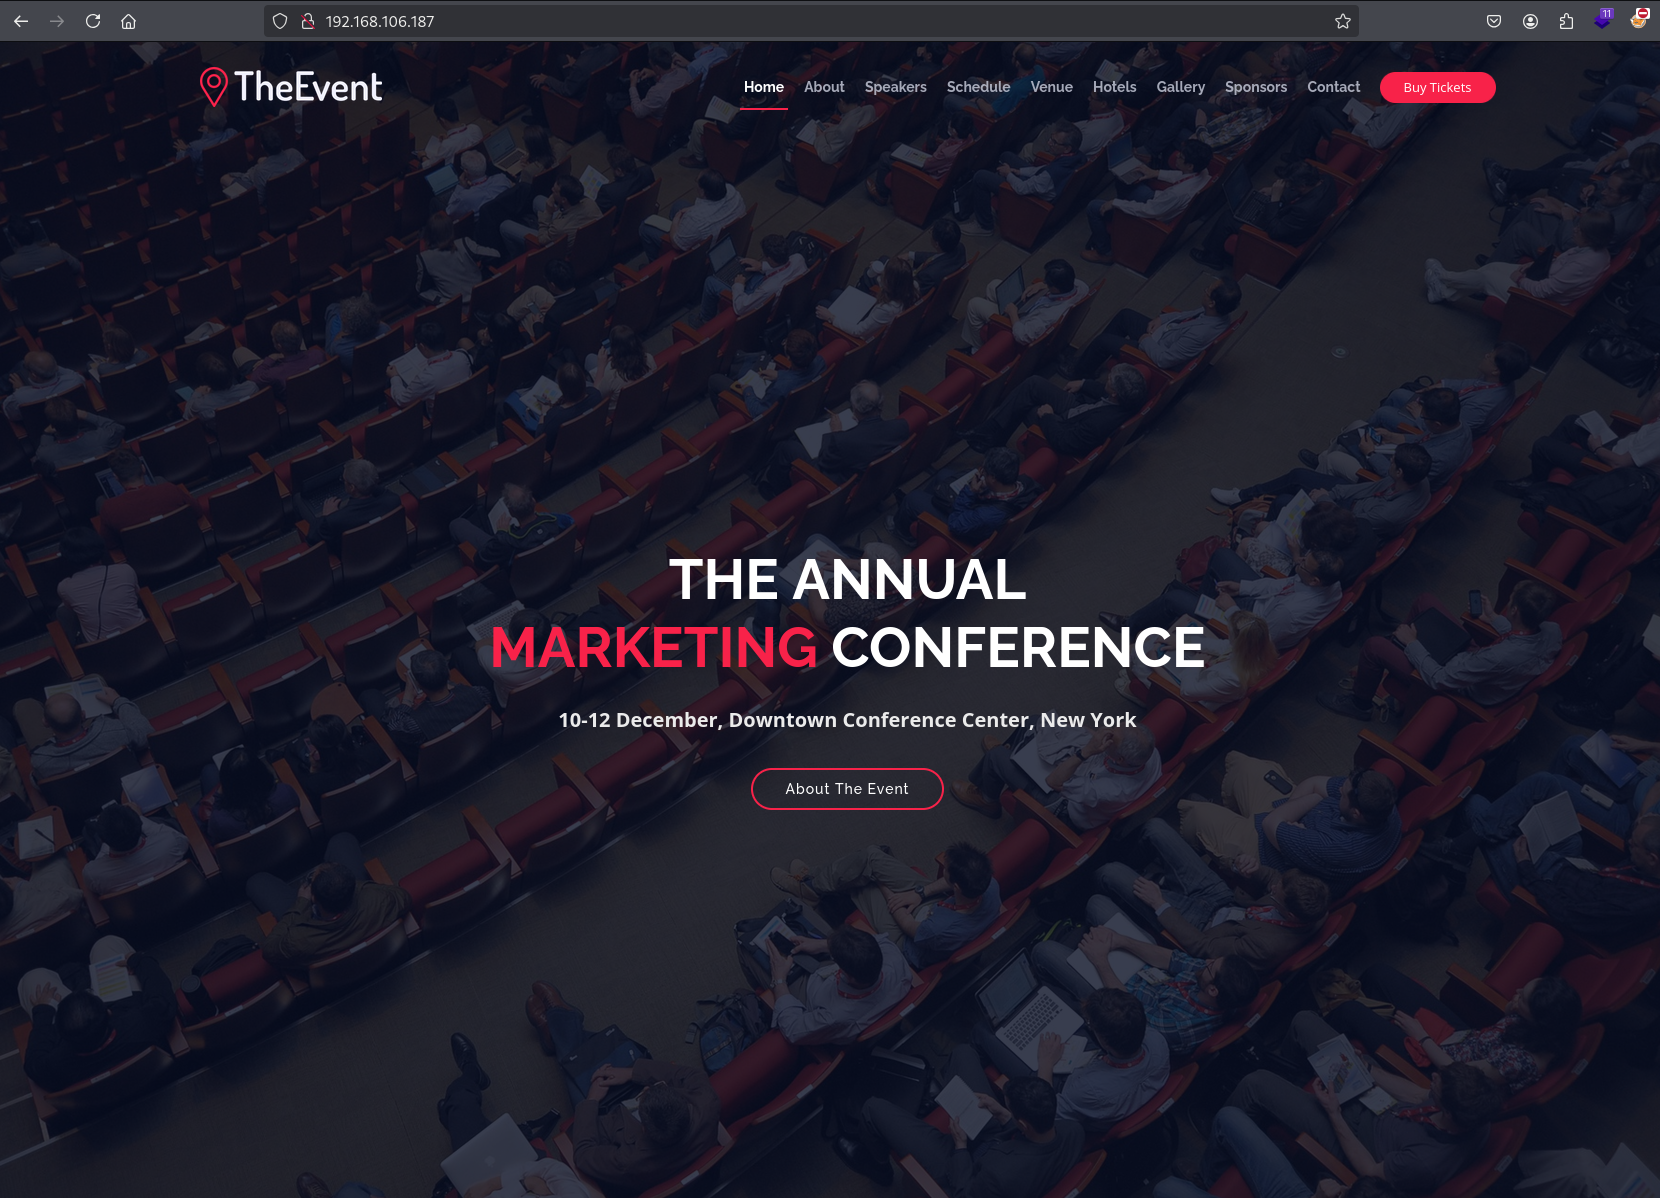 192.168.106.187
11
TheEvent
Home About Speakers Schedule Venue Hotels Gallery Sponsors Contact Buy Tickets
THE ANNUAL
MARKETING CONFERENCE
10-12 December, Downtown Conference Center, New York
About The Event